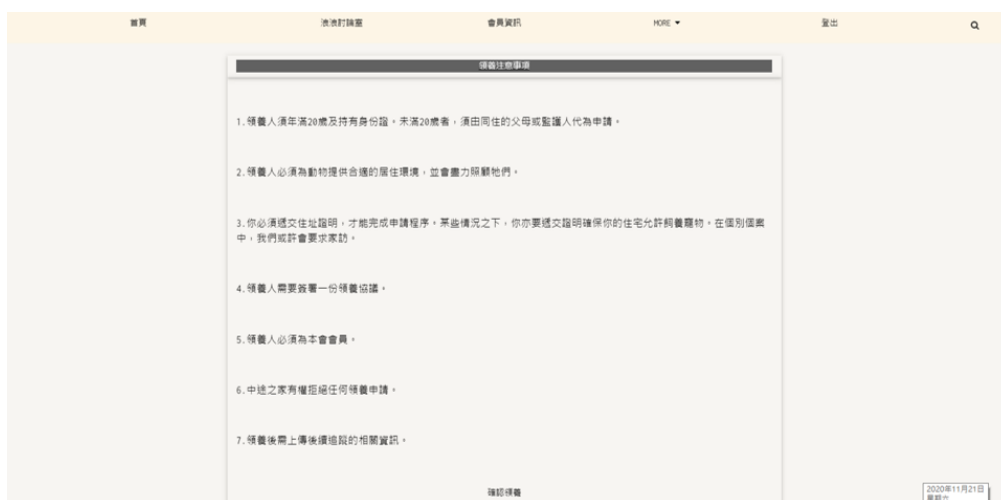 首頁 浪浪討論區 會員資訊 MORE 登出
領養注意事項
1.領養人須年滿20歲及持有身份證。未滿20歲者，須由同住的父母或監護人代為申請。
2.領養人必須為動物提供合適的居住環境，並會盡力照顧牠們。
3.你必須遞交住址證明，才能完成申請程序。某些情況之下，你亦要遞交證明確保你的住宅允許飼養寵物。在個別個案
中，我們或許會要求家訪。
4.領養人需要簽署一份領養協議。
5.領養人必須為本會會員。
6.中途之家有權拒絕任何領養申請。
7.領養後需上傳後續追蹤的相關資訊。
確認領養
2020年11月21日
星期六